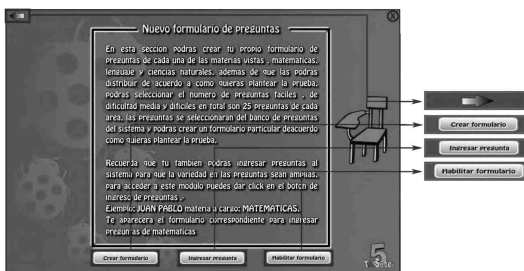 Nuevo formulario de preguntas
En esta seccion podras crear tu propio formulario de
preguntas de cada una de las materias vistas , matematicas,
lenguaje y ciencias naturales, ademas de que las podras
distribuir de acuerdo a como quieras plantear la prueba,
podras seleccionar el numero de preguntas faciles , de
dificultad media y dificiles en total son 25 preguntas de cada
area, las preguntas se seleccionaran del banco de preguntas
del sistema y podras crear un formulario particular deacuerdo
como quieras plantear la prueba.
Recuerda que tu tambien podras ingresar preguntas al
sistema para que la variedad en las preguntas sean amplias,
para acceder a este modulo puedes dar click en el boton de
ingreso de preguntas ,-
Ejemplo: JUAN PABLO materia a cargo: MATEMATICAS.
Te aparecera el formulario correspondiente para ingresar
preguntas de matematicas
Crear formulario
Ingresar pregunta
Habilitar formulario
Crear formulario
Ingresar pregunta
Habilitar formulario
5